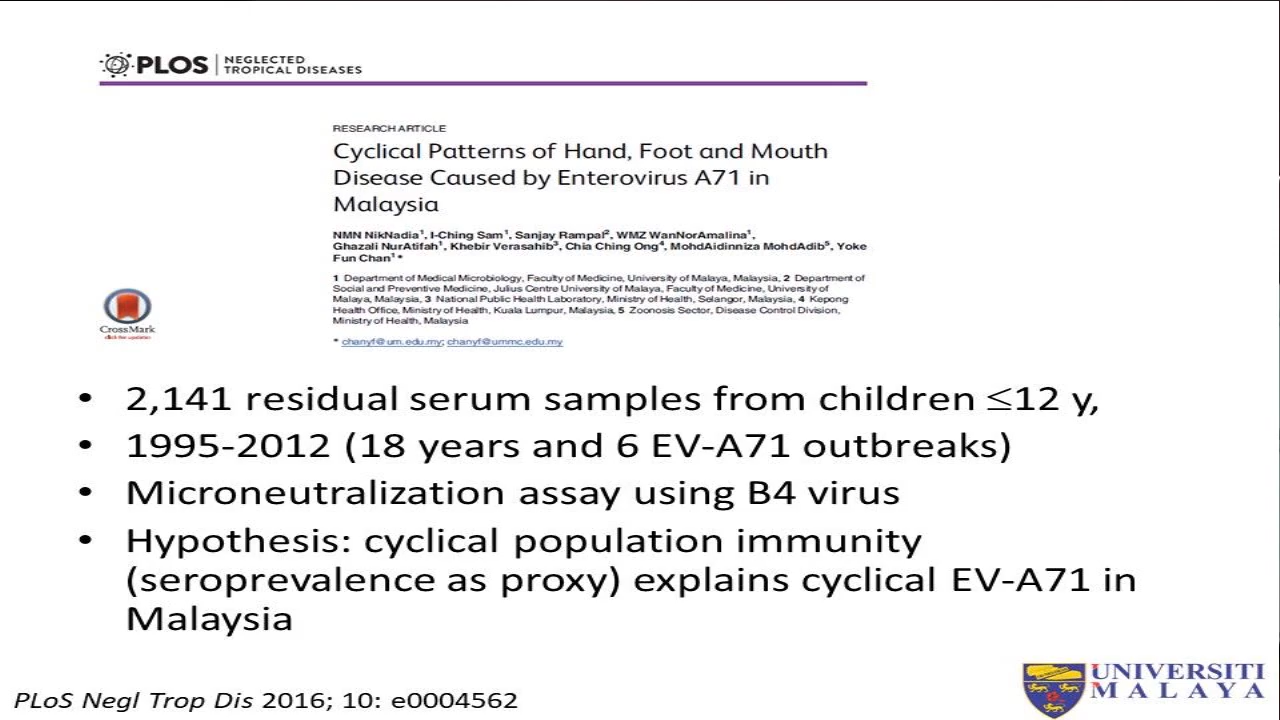 PLOS | NEGLECTED
TROPICAL DISEASES
RESEARCH ARTICLE
Cyclical Patterns of Hand, Foot and Mouth
Disease Caused by Enterovirus A71 in
Malaysia
NMN NikNadia1, I-Ching Sam1, Sanjay Rampal2, WMZ WanNorAmalina1,
Ghazali NurAtifah1, Khebir Verasahib3, Chia Ching Ong4, MohdAidinniza MohdAdib5, Yoke
Fun Chan1*
1 Department of Medical Microbiology, Faculty of Medicine, University of Malaya, Malaysia, 2 Department of
Social and Preventive Medicine, Julius Centre University of Malaya, Faculty of Medicine, University of
Malaya, Malaysia, 3 National Public Health Laboratory, Ministry of Health, Selangor, Malaysia, 4 Kepong
Health Office, Ministry of Health, Kuala Lumpur, Malaysia, 5 Zoonosis Sector, Disease Control Division,
Ministry of Health, Malaysia
* chanyf@um.edu.my; chanyf@ummc.edu.my
CrossMark
click for updates
• 2,141 residual serum samples from children ≤12 y,
• 1995-2012 (18 years and 6 EV-A71 outbreaks)
• Microneutralization assay using B4 virus
• Hypothesis: cyclical population immunity
(seroprevalence as proxy) explains cyclical EV-A71 in
Malaysia
PLoS Negl Trop Dis 2016; 10: e0004562
UNIVERSITI
MALAYA